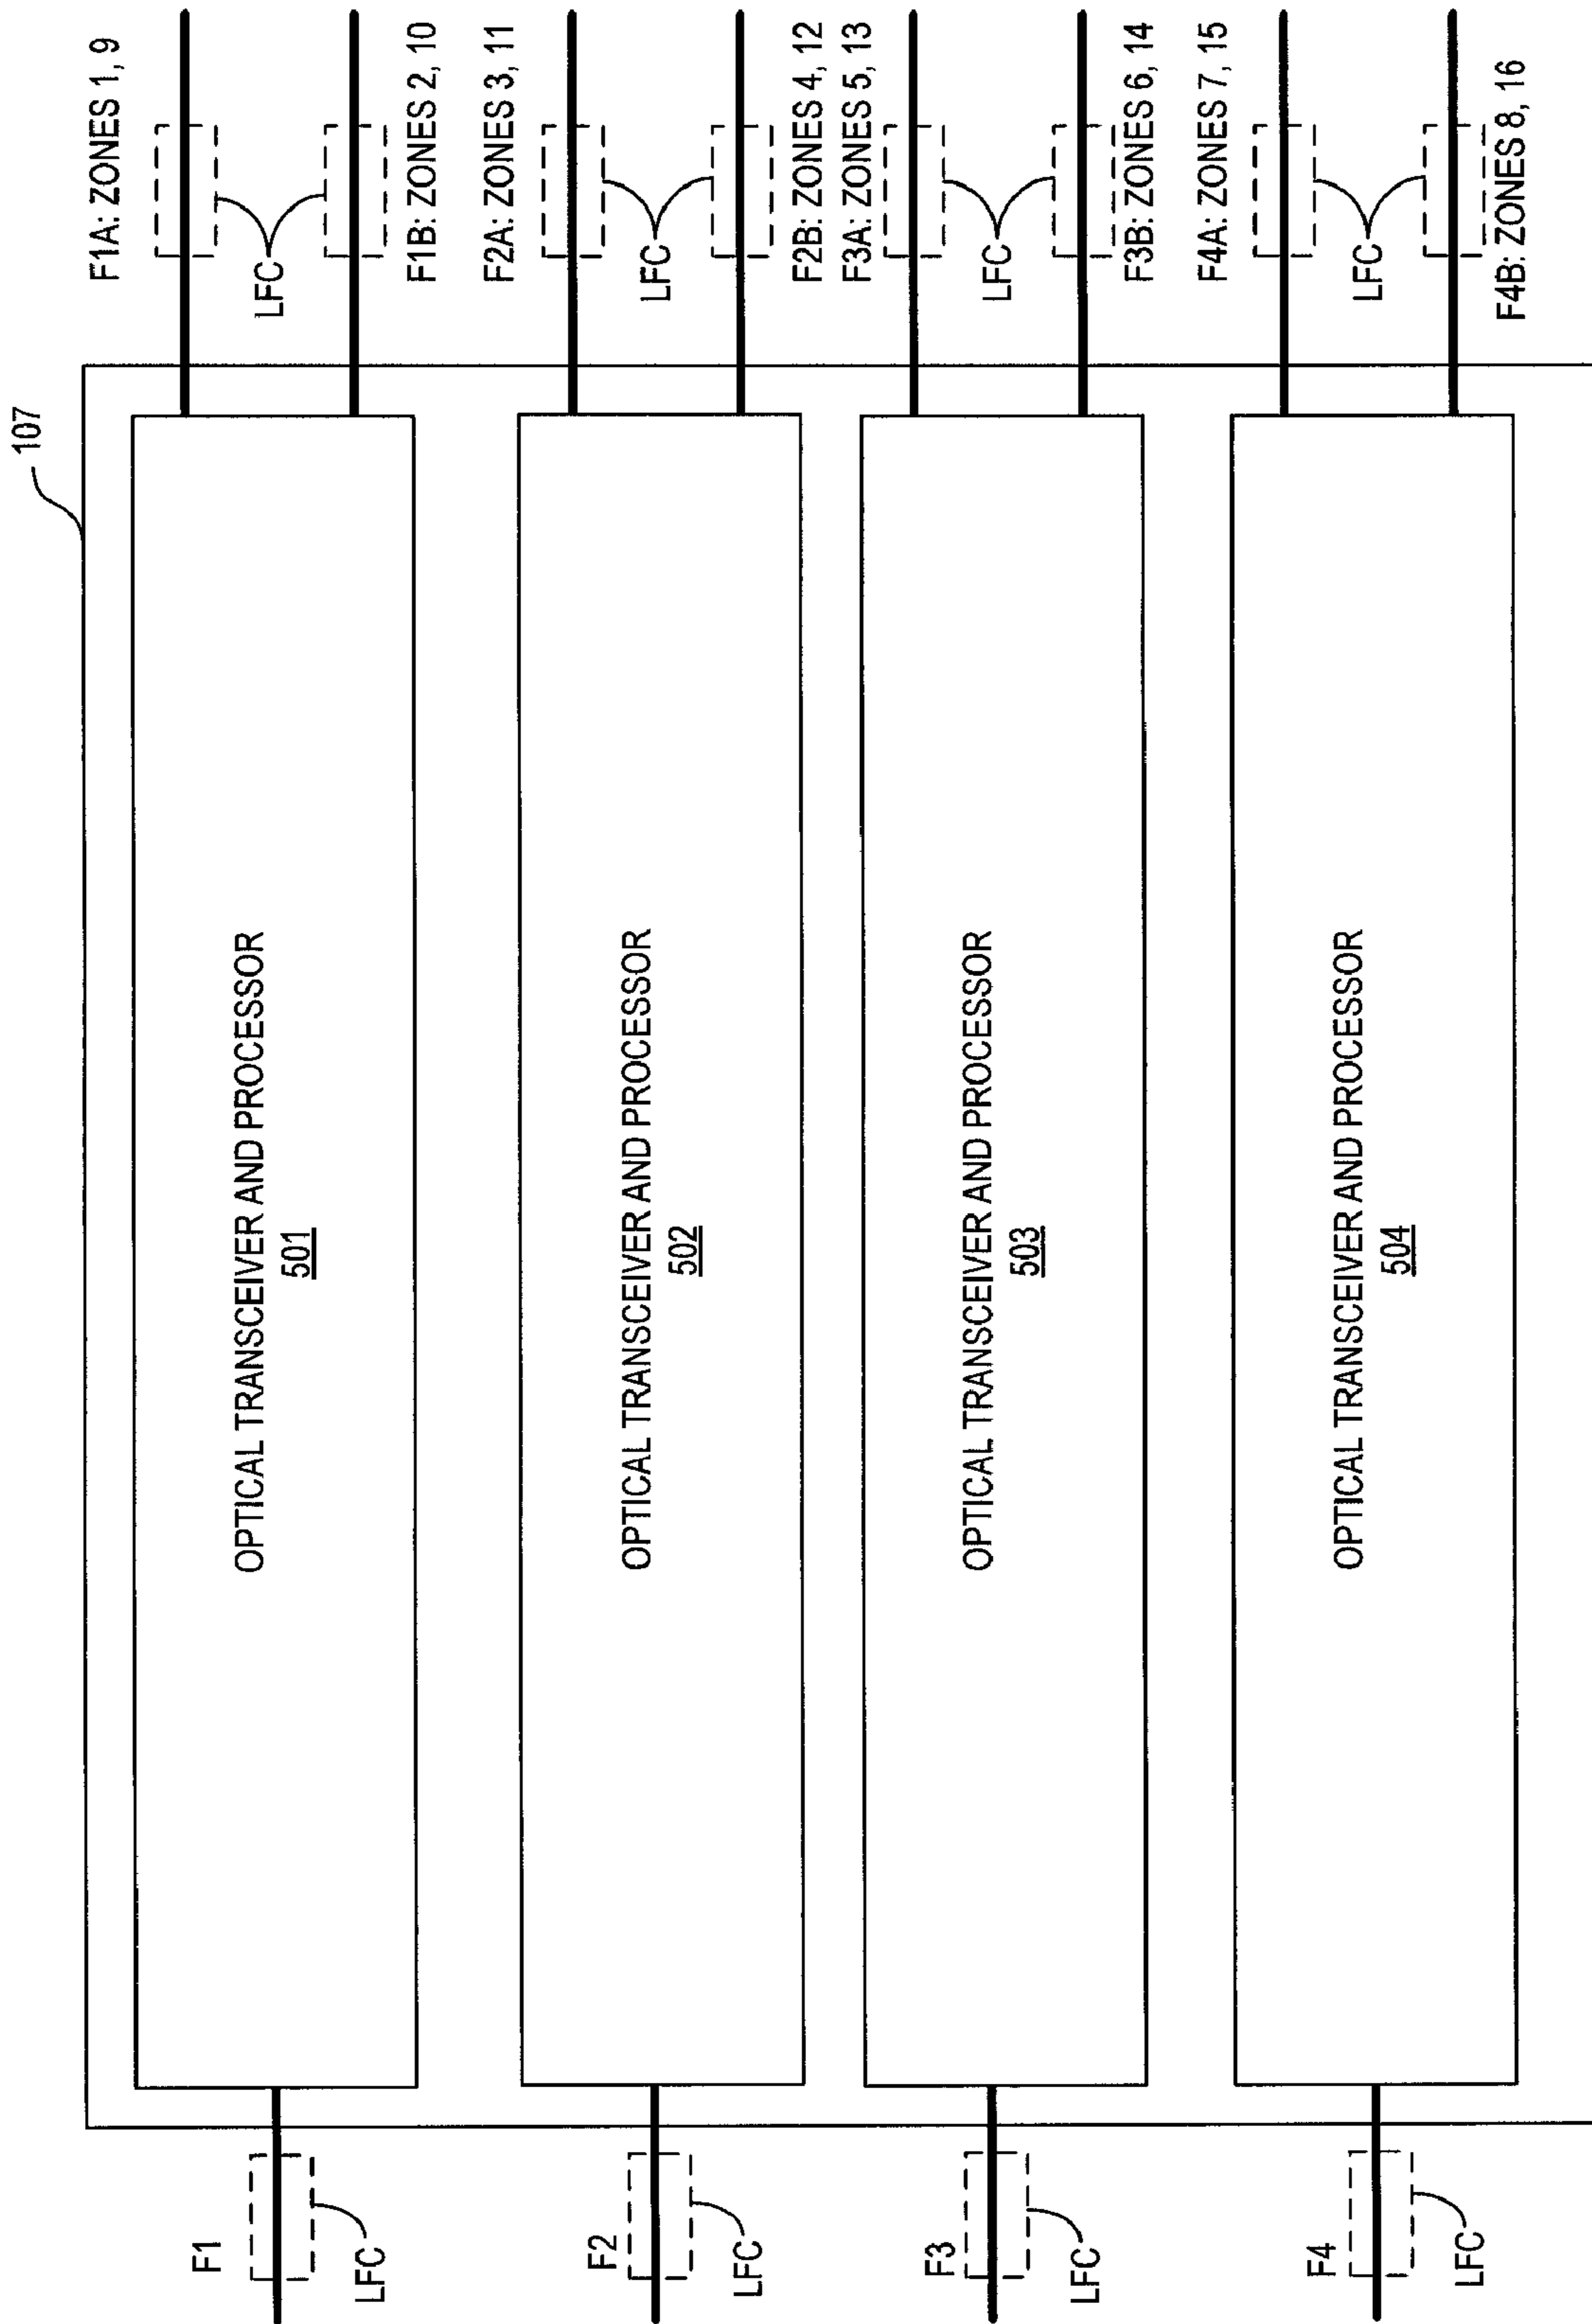 107
F1
LFC
OPTICAL TRANSCEIVER AND PROCESSOR
501
F1A: ZONES 1, 9
LFC
F1B: ZONES 2, 10
F2
LFC
OPTICAL TRANSCEIVER AND PROCESSOR
502
F2A: ZONES 3, 11
LFC
F2B: ZONES 4, 12
F3
LFC
OPTICAL TRANSCEIVER AND PROCESSOR
503
F3A: ZONES 5, 13
LFC
F3B: ZONES 6, 14
F4
LFC
OPTICAL TRANSCEIVER AND PROCESSOR
504
F4A: ZONES 7, 15
LFC
F4B: ZONES 8, 16